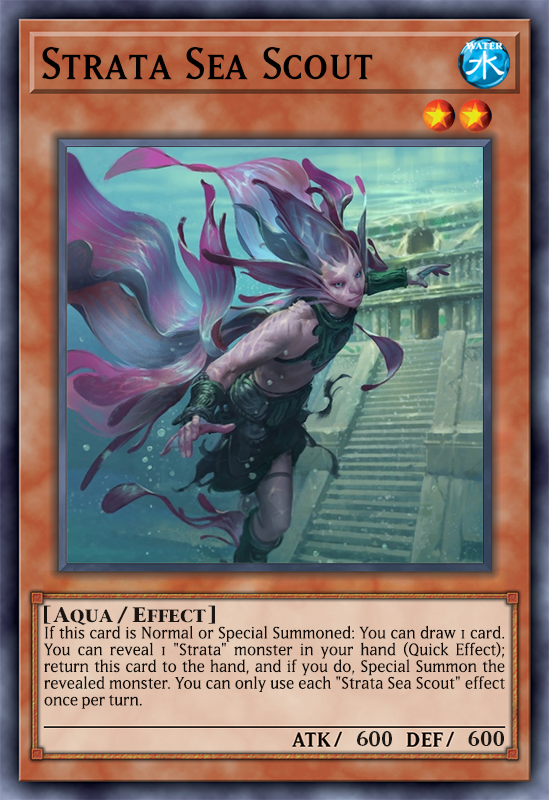 Strata Sea Scout
WATER
水
[Aqua / Effect]
If this card is Normal or Special Summoned: You can draw 1 card.
You can reveal 1 "Strata" monster in your hand (Quick Effect);
return this card to the hand, and if you do, Special Summon the
revealed monster. You can only use each "Strata Sea Scout" effect
once per turn.
ATK/ 600 DEF/ 600